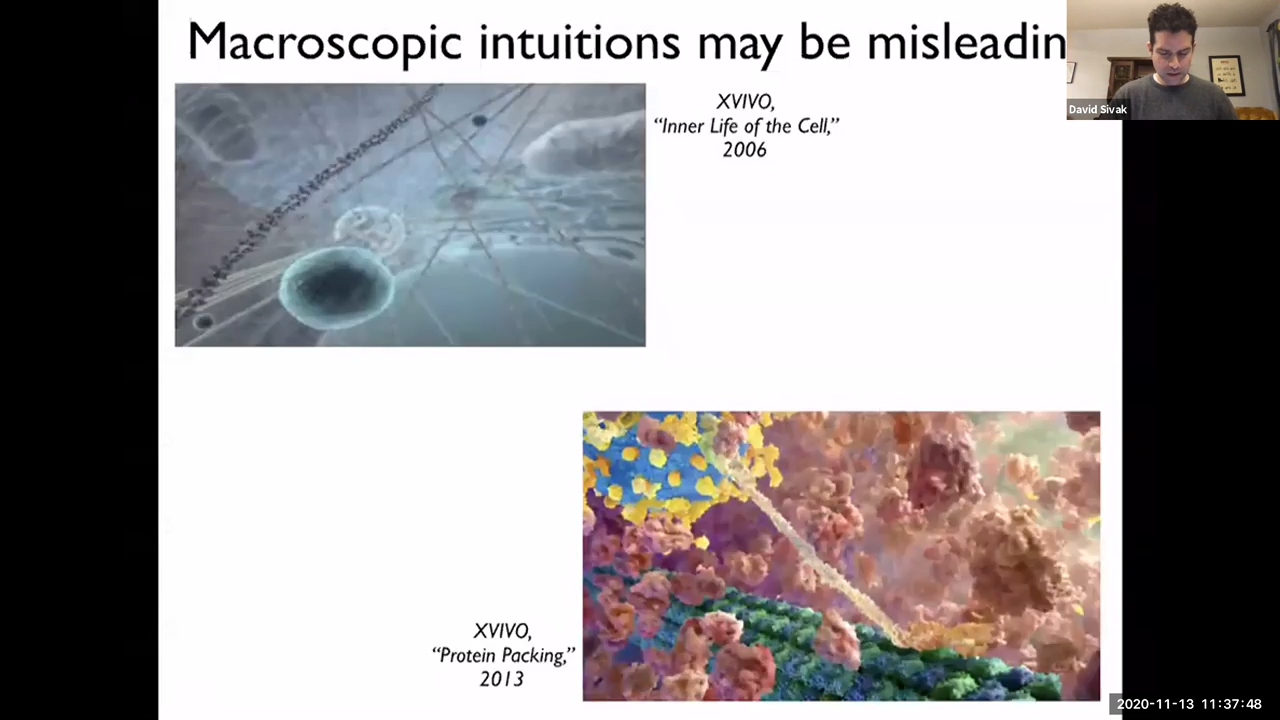 Macroscopic intuitions may be misleadin
David Sivak
XVIVO,
“Inner Life of the Cell,”
2006
XVIVO,
“Protein Packing,”
2013
2020-11-13 11:37:48